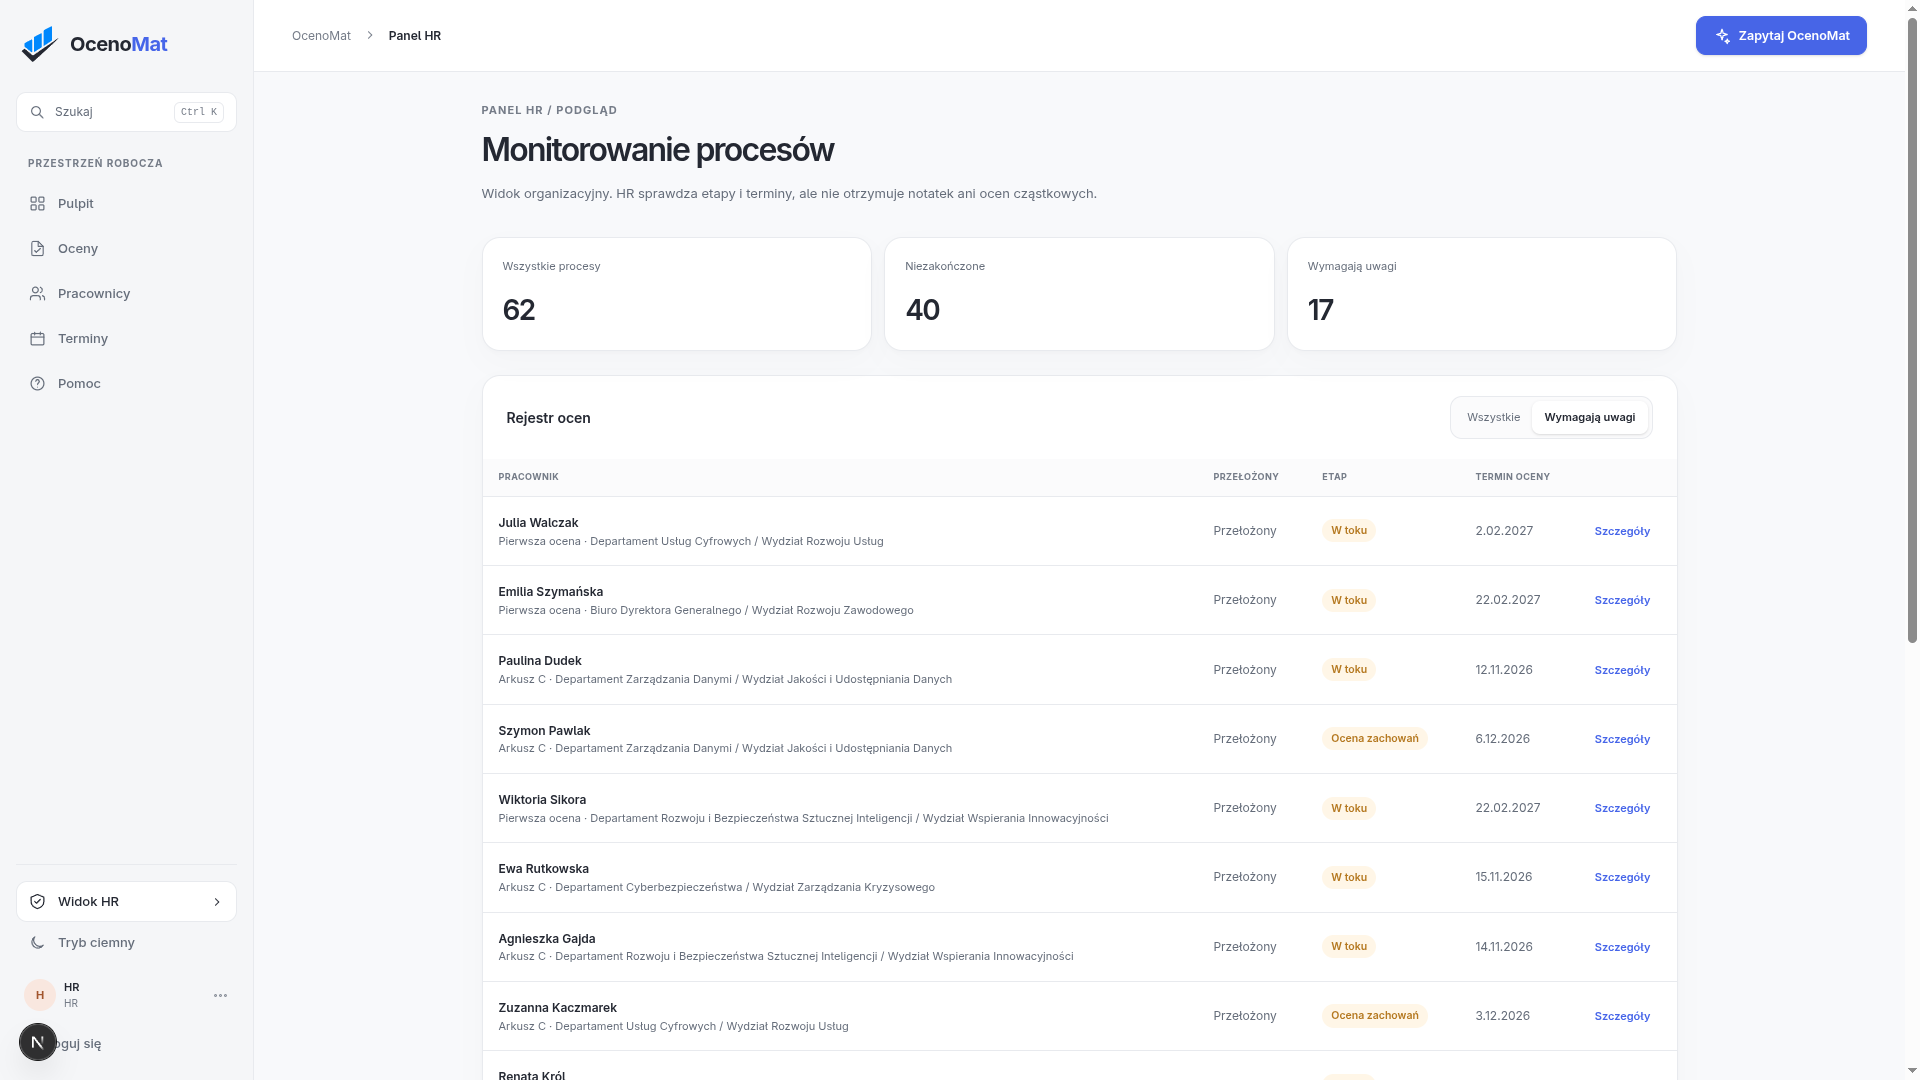 OcenoMat
Szukaj
Ctrl K
PRZESTRZEŃ ROBOCZA
Pulpit
Oceny
Pracownicy
Terminy
Pomoc
Widok HR
Tryb ciemny
H
HR
HR
N
oguj się
OcenoMat
Panel HR
Zapytaj OcenoMat
PANEL HR / PODGLĄD
Monitorowanie procesów
Widok organizacyjny. HR sprawdza etapy i terminy, ale nie otrzymuje notatek ani ocen cząstkowych.
Wszystkie procesy
62
Niezakończone
40
Wymagają uwagi
17
Rejestr ocen
Wszystkie
Wymagają uwagi
PRACOWNIK PRZEŁOŻONY ETAP TERMIN OCENY
Julia Walczak
Pierwsza ocena · Departament Usług Cyfrowych / Wydział Rozwoju Usług
Przełożony W toku 2.02.2027 Szczegóły
Emilia Szymańska
Pierwsza ocena · Biuro Dyrektora Generalnego / Wydział Rozwoju Zawodowego
Przełożony W toku 22.02.2027 Szczegóły
Paulina Dudek
Arkusz C · Departament Zarządzania Danymi / Wydział Jakości i Udostępniania Danych
Przełożony W toku 12.11.2026 Szczegóły
Szymon Pawlak
Arkusz C · Departament Zarządzania Danymi / Wydział Jakości i Udostępniania Danych
Przełożony Ocena zachowań 6.12.2026 Szczegóły
Wiktoria Sikora
Pierwsza ocena · Departament Rozwoju i Bezpieczeństwa Sztucznej Inteligencji / Wydział Wspierania Innowacyjności
Przełożony W toku 22.02.2027 Szczegóły
Ewa Rutkowska
Arkusz C · Departament Cyberbezpieczeństwa / Wydział Zarządzania Kryzysowego
Przełożony W toku 15.11.2026 Szczegóły
Agnieszka Gajda
Arkusz C · Departament Rozwoju i Bezpieczeństwa Sztucznej Inteligencji / Wydział Wspierania Innowacyjności
Przełożony W toku 14.11.2026 Szczegóły
Zuzanna Kaczmarek
Arkusz C · Departament Usług Cyfrowych / Wydział Rozwoju Usług
Przełożony Ocena zachowań 3.12.2026 Szczegóły
Renata Król